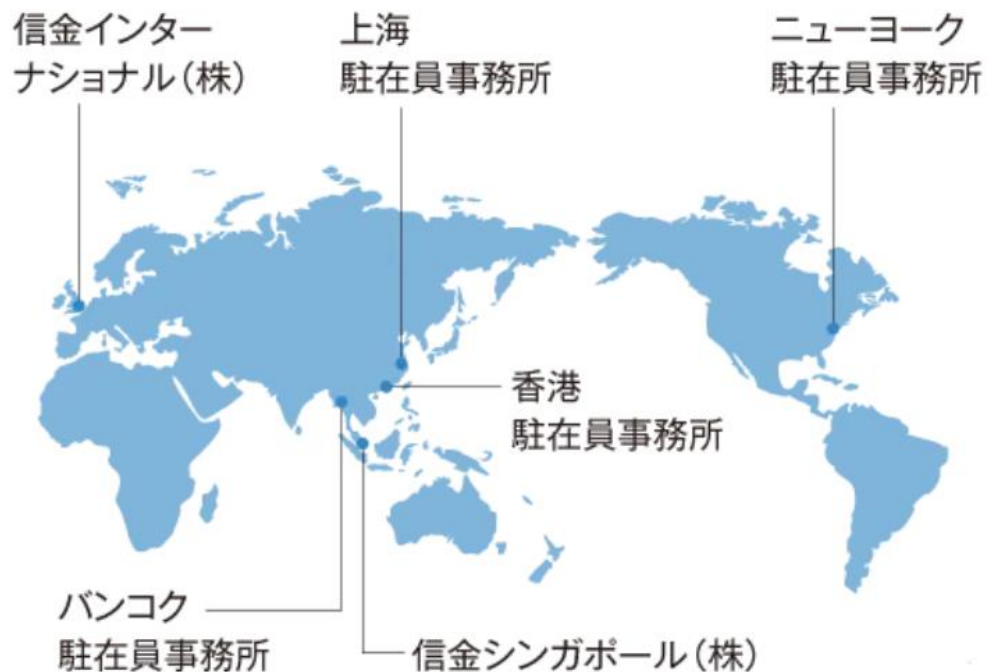 信金インター
ナショナル（株）
上海
駐在員事務所
ニューヨーク
駐在員事務所
香港
駐在員事務所
バンコク
駐在員事務所
信金シンガポール（株）